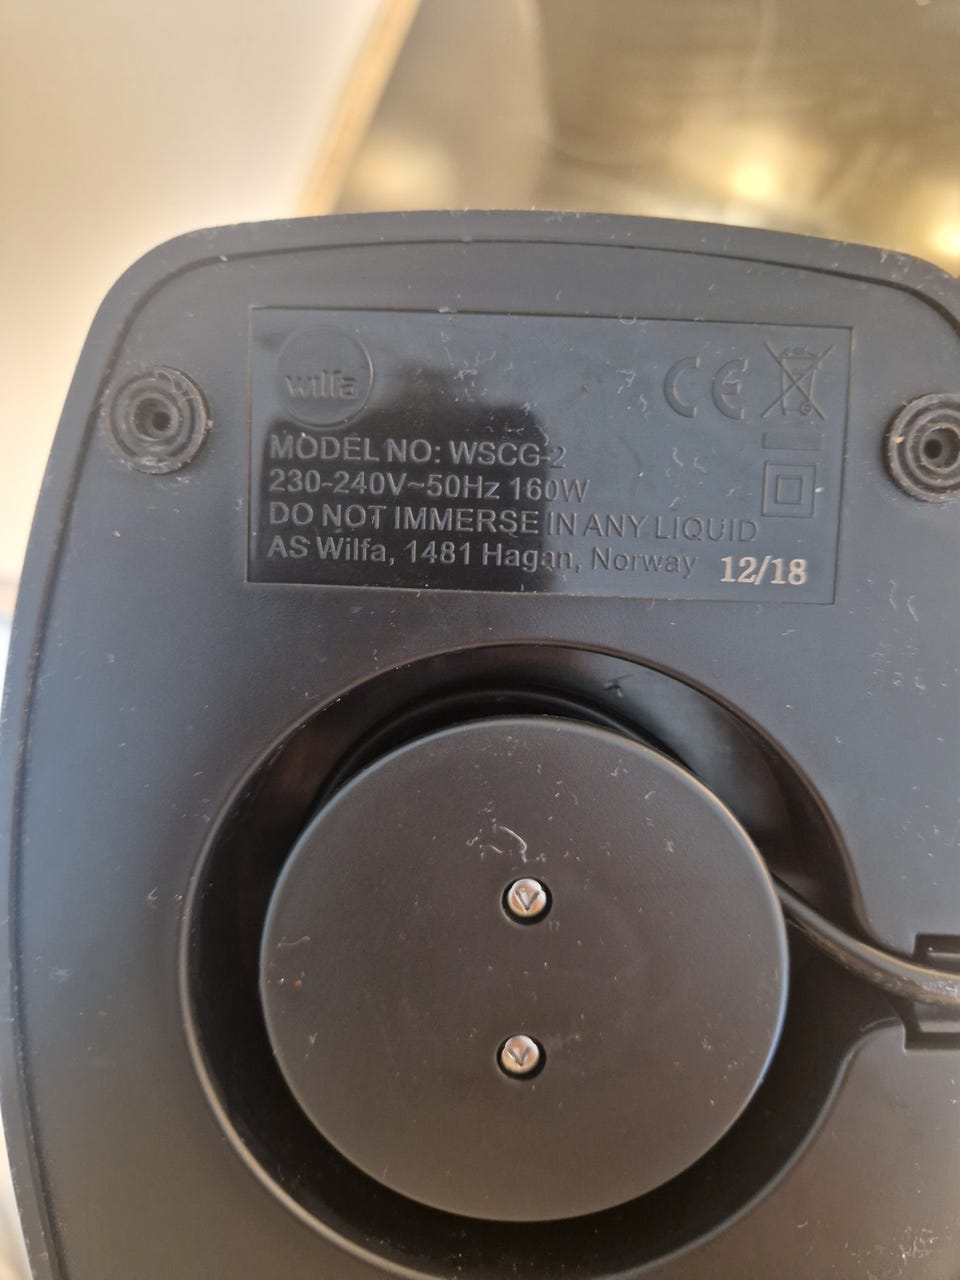 wilfa
CE
MODEL NO: WSCG-2
230-240V~50Hz 160W
DO NOT IMMERSE IN ANY LIQUID
AS Wilfa, 1481 Hagan, Norway 12/18